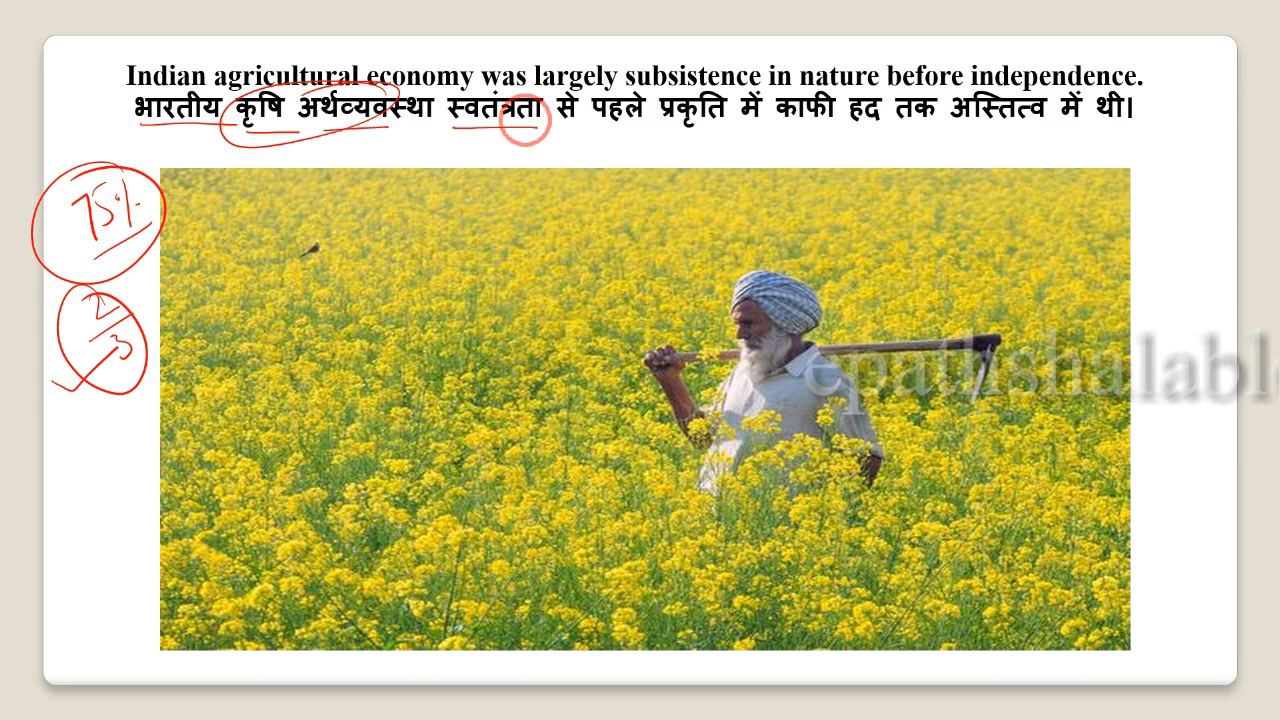 Indian agricultural economy was largely subsistence in nature before independence.
भारतीय कृषि अर्थव्यवस्था स्वतंत्रता से पहले प्रकृति में काफी हद तक अस्तित्व में थी।
75%
2/3
epathshalabl